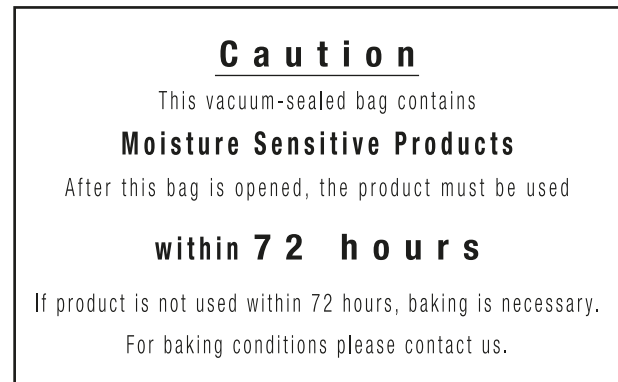 Caution
This vacuum-sealed bag contains
Moisture Sensitive Products
After this bag is opened, the product must be used
within 72 hours
If product is not used within 72 hours, baking is necessary.
For baking conditions please contact us.